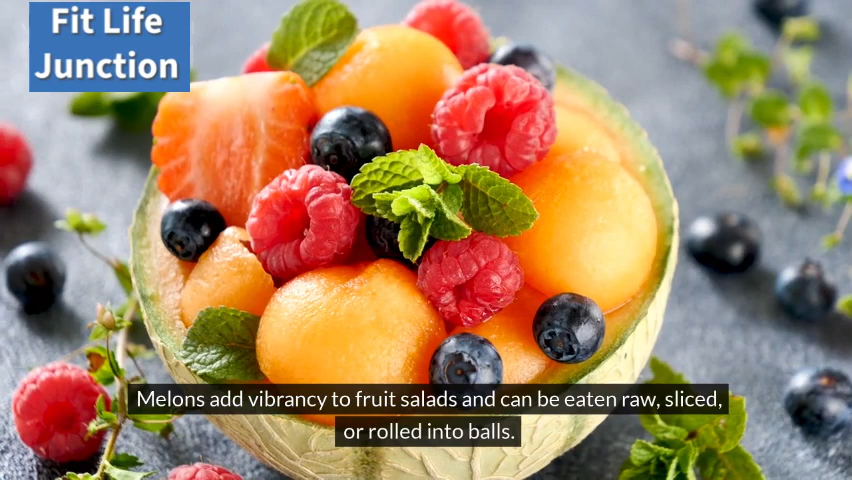 Fit Life
Junction
Melons add vibrancy to fruit salads and can be eaten raw, sliced,
or rolled into balls.